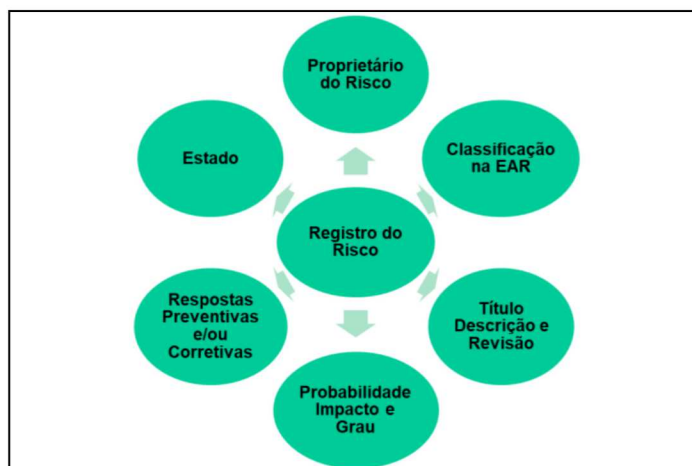 Proprietário
do Risco
Estado
Classificação
na EAR
Registro do
Risco
Respostas
Preventivas
e/ou
Corretivas
Título
Descrição e
Revisão
Probabilidade
Impacto e
Grau